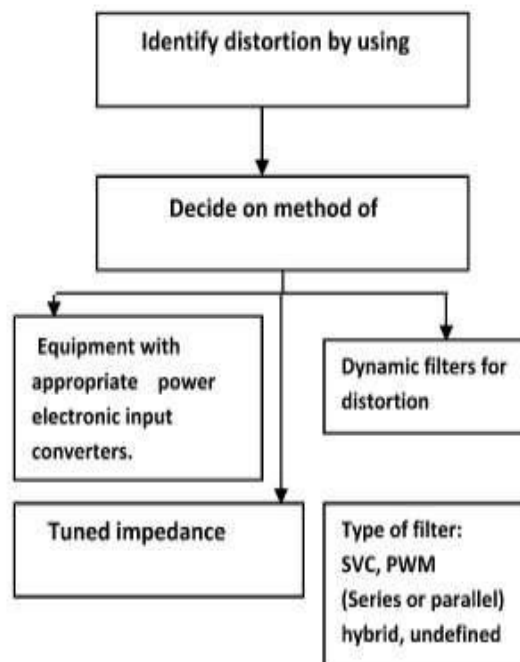 Identify distortion by using
Decide on method of
Equipment with
appropriate power
electronic input
converters.
Dynamic filters for
distortion
Tuned impedance
Type of filter:
SVC, PWM
(Series or parallel)
hybrid, undefined